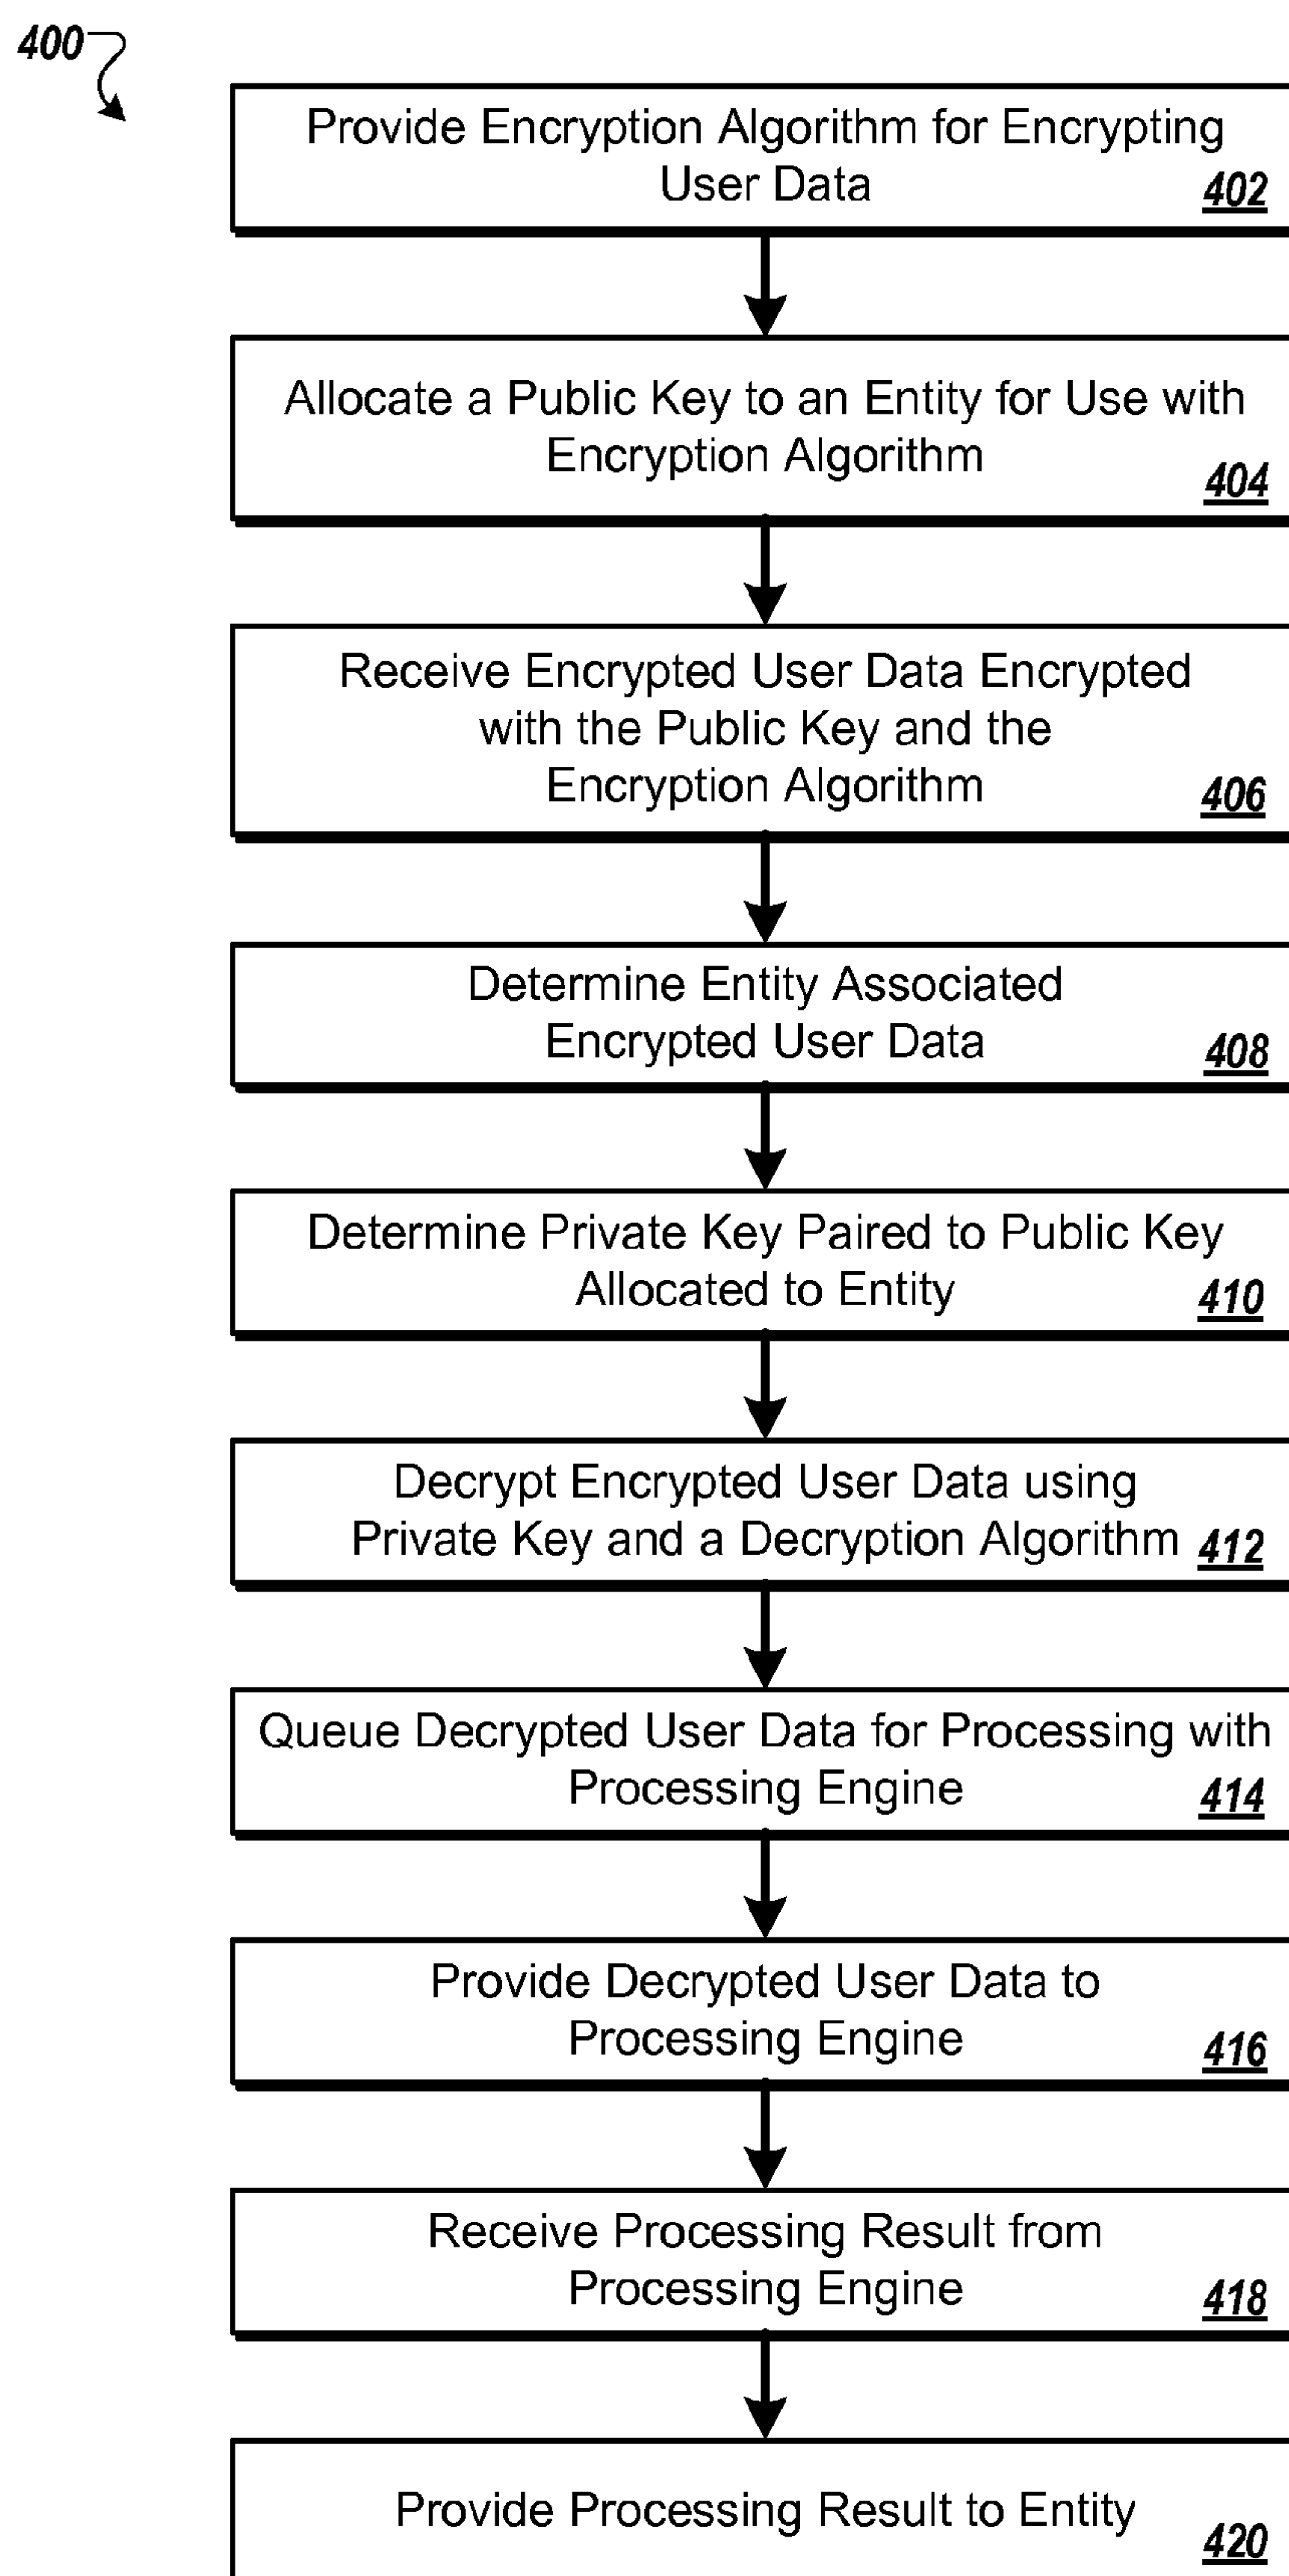 400
Provide Encryption Algorithm for Encrypting
User Data
402
Allocate a Public Key to an Entity for Use with
Encryption Algorithm
404
Receive Encrypted User Data Encrypted
with the Public Key and the
Encryption Algorithm
406
Determine Entity Associated
Encrypted User Data
408
Determine Private Key Paired to Public Key
Allocated to Entity
410
Decrypt Encrypted User Data using
Private Key and a Decryption Algorithm 412
Queue Decrypted User Data for Processing with
Processing Engine
414
Provide Decrypted User Data to
Processing Engine
416
Receive Processing Result from
Processing Engine
418
Provide Processing Result to Entity
420